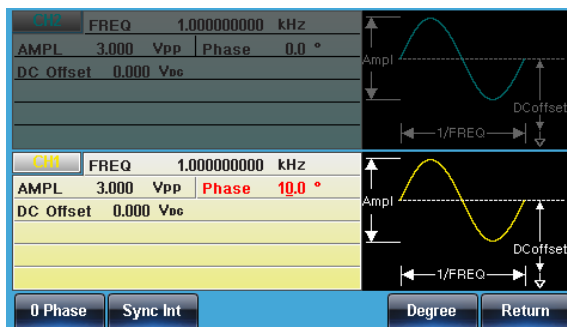 CH2 FREQ 1.000000000 kHz
AMPL 3.000 Vpp Phase 0.0 °
DC Offset 0.000 VDC
Ampl
DCoffset
1/FREQ
CH1 FREQ 1.000000000 kHz
AMPL 3.000 Vpp Phase 10.0 °
DC Offset 0.000 VDC
Ampl
DCoffset
1/FREQ
0 Phase Sync Int Degree Return